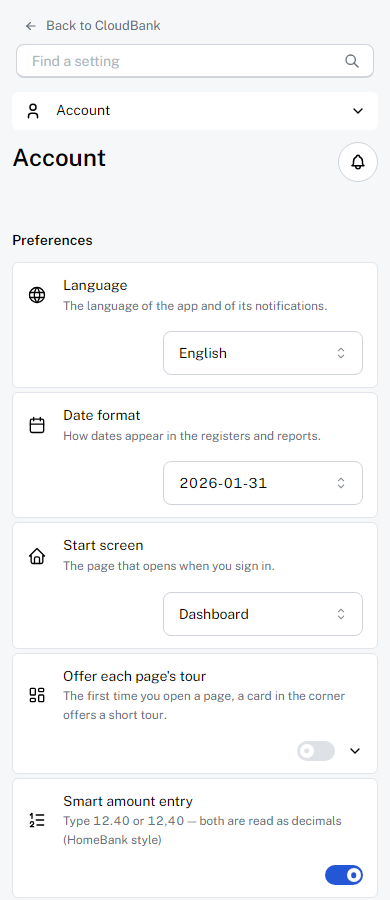 Back to CloudBank
Find a setting
Account
Account
Preferences
Language
The language of the app and of its notifications.
English
Date format
How dates appear in the registers and reports.
2026-01-31
Start screen
The page that opens when you sign in.
Dashboard
Offer each page's tour
The first time you open a page, a card in the corner
offers a short tour.
Smart amount entry
Type 12.40 or 12,40 — both are read as decimals
(HomeBank style)